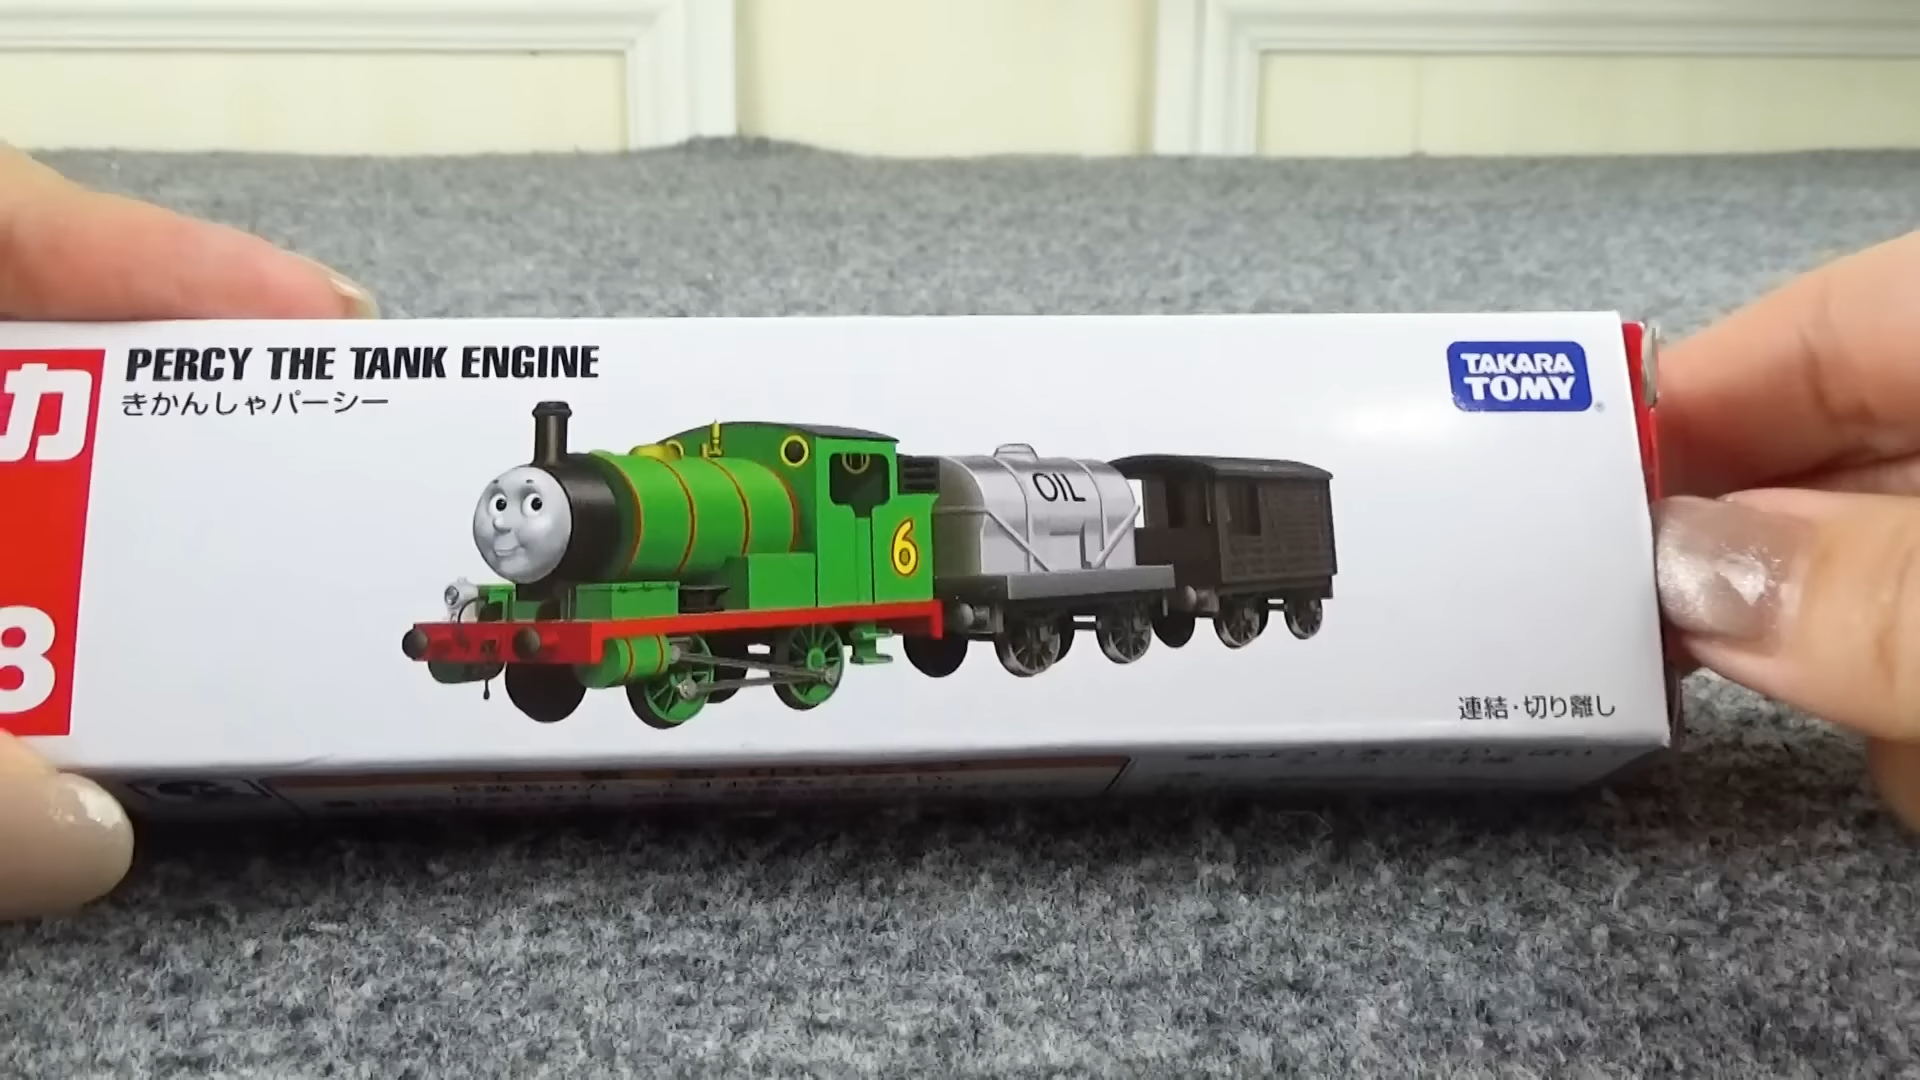 PERCY THE TANK ENGINE
きかんしゃパーシー
カ
8
TAKARA
TOMY
OIL
6
連結・切り離し